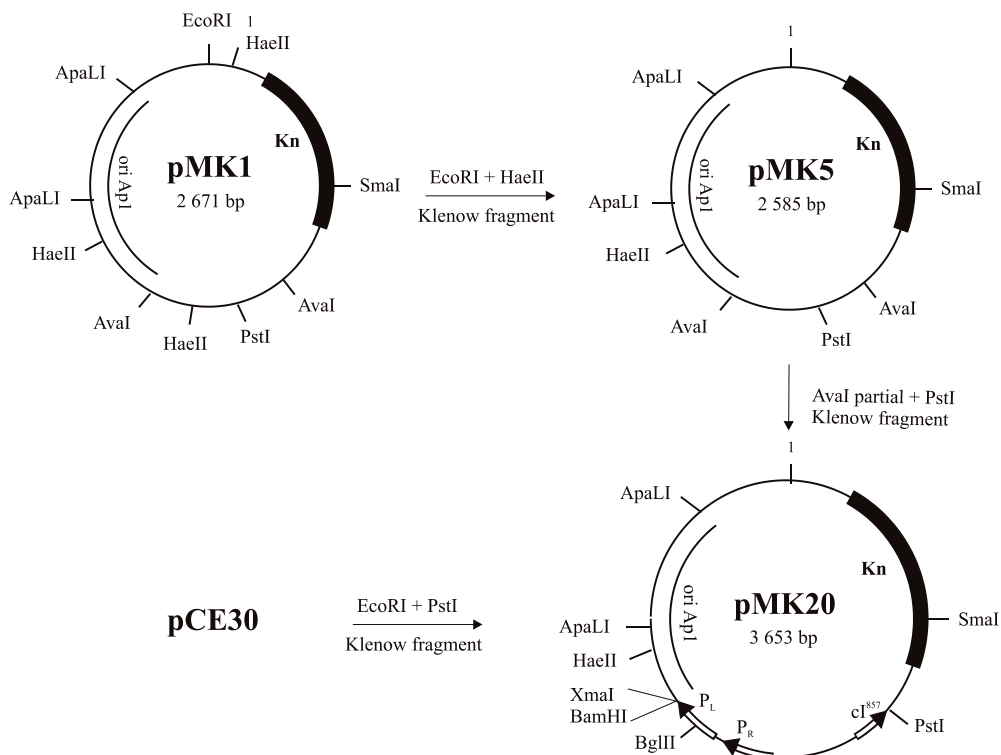 EcoRI 1
HaeII
ApaLI
Kn
ori ApI
pMK1
2 671 bp
SmaI
ApaLI
HaeII
AvaI
HaeII
PstI
AvaI
EcoRI + HaeII
Klenow fragment
1
ApaLI
Kn
ori ApI
pMK5
2 585 bp
SmaI
ApaLI
HaeII
AvaI
PstI
AvaI
AvaI partial + PstI
Klenow fragment
pCE30
EcoRI + PstI
Klenow fragment
1
ApaLI
Kn
ori ApI
pMK20
3 653 bp
SmaI
ApaLI
HaeII
XmaI
BamHI
BglII
PL
PR
cI857
PstI